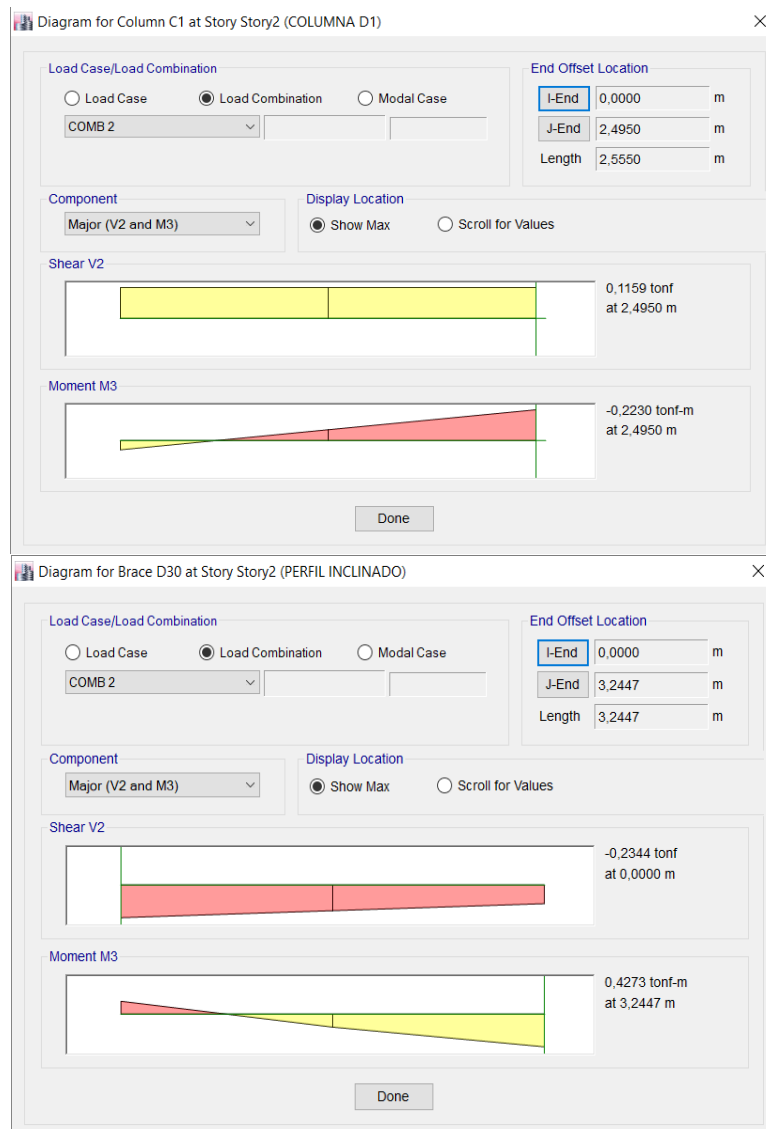 Diagram for Column C1 at Story Story2 (COLUMNA D1)
Load Case/Load Combination
End Offset Location
Load Case Load Combination Modal Case
I-End 0,0000 m
COMB 2
J-End 2,4950 m
Length 2,5550 m
Component
Display Location
Major (V2 and M3)
Show Max Scroll for Values
Shear V2
0,1159 tonf
at 2,4950 m
Moment M3
-0,2230 tonf-m
at 2,4950 m
Done
Diagram for Brace D30 at Story Story2 (PERFIL INCLINADO)
Load Case/Load Combination
End Offset Location
Load Case Load Combination Modal Case
I-End 0,0000 m
COMB 2
J-End 3,2447 m
Length 3,2447 m
Component
Display Location
Major (V2 and M3)
Show Max Scroll for Values
Shear V2
-0,2344 tonf
at 0,0000 m
Moment M3
0,4273 tonf-m
at 3,2447 m
Done